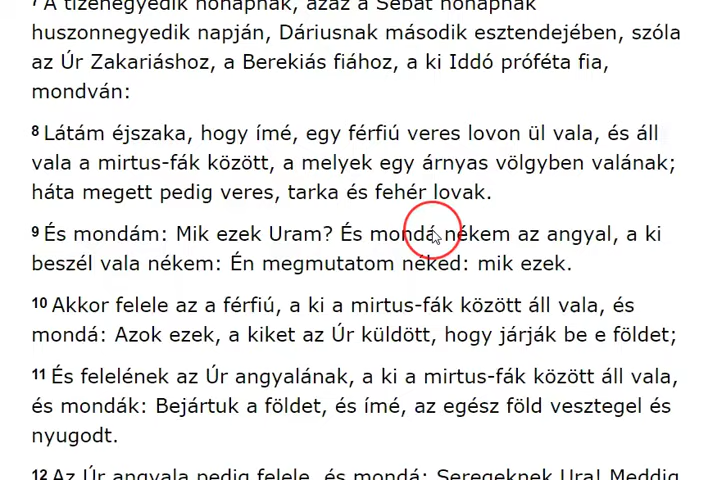 7 A tizenegyedik hónapnak, azaz a Sebat hónapnak
huszonnegyedik napján, Dáriusnak második esztendejében, szóla
az Úr Zakariáshoz, a Berekiás fiához, a ki Iddó próféta fia,
mondván:
8 Látám éjszaka, hogy ímé, egy férfiú veres lovon ül vala, és áll
vala a mirtus-fák között, a melyek egy árnyas völgyben valának;
háta megett pedig veres, tarka és fehér lovak.
9 És mondám: Mik ezek Uram? És mondá nékem az angyal, a ki
beszél vala nékem: Én megmutatom néked: mik ezek.
10 Akkor felele az a férfiú, a ki a mirtus-fák között áll vala, és
mondá: Azok ezek, a kiket az Úr küldött, hogy járják be e földet;
11 És felelének az Úr angyalának, a ki a mirtus-fák között áll vala,
és mondák: Bejártuk a földet, és ímé, az egész föld vesztegel és
nyugodt.
12 Az Úr angyala pedig felele, és mondá: Seregeknek Ura! Meddig